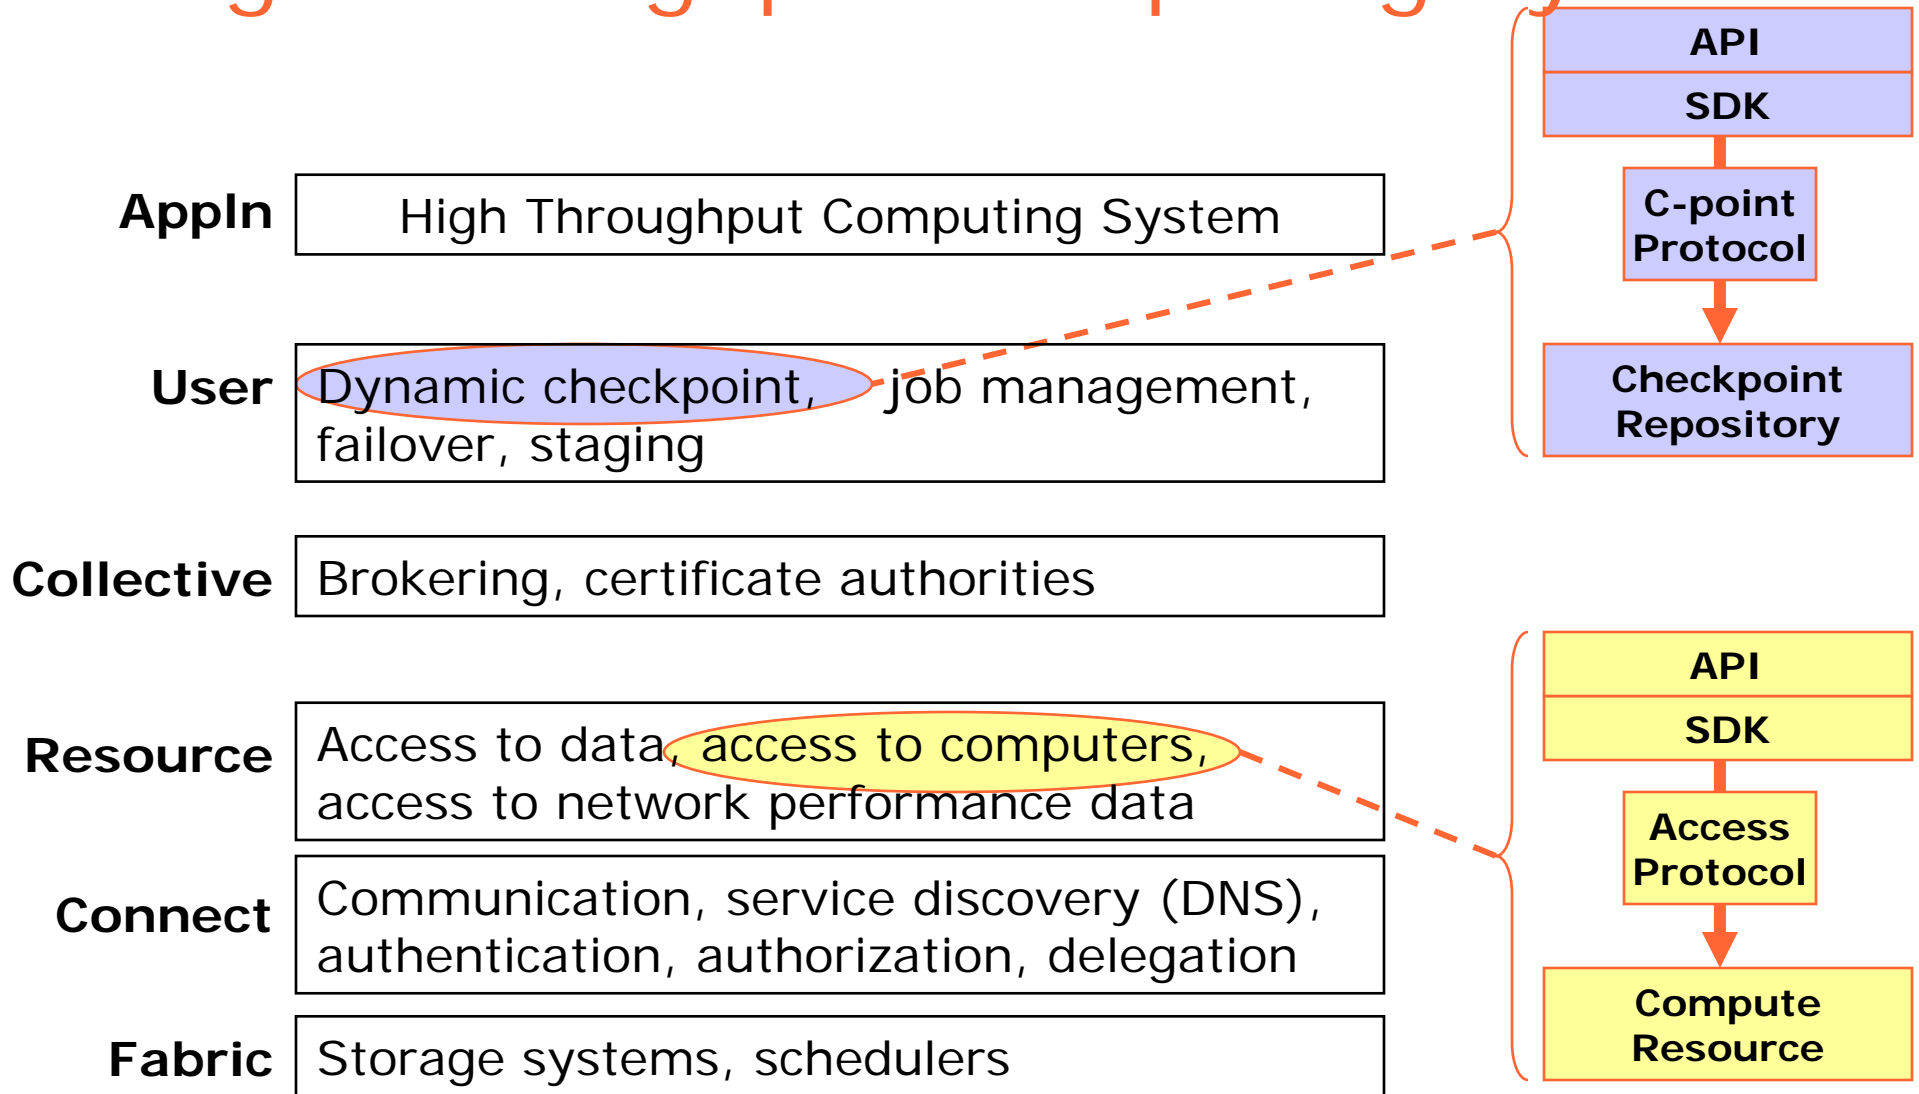 API
SDK
C-point
Protocol
Checkpoint
Repository
Appln
High Throughput Computing System
User
Dynamic checkpoint, job management,
failover, staging
Collective
Brokering, certificate authorities
Resource
Access to data, access to computers,
access to network performance data
API
SDK
Access
Protocol
Compute
Resource
Connect
Communication, service discovery (DNS),
authentication, authorization, delegation
Fabric
Storage systems, schedulers